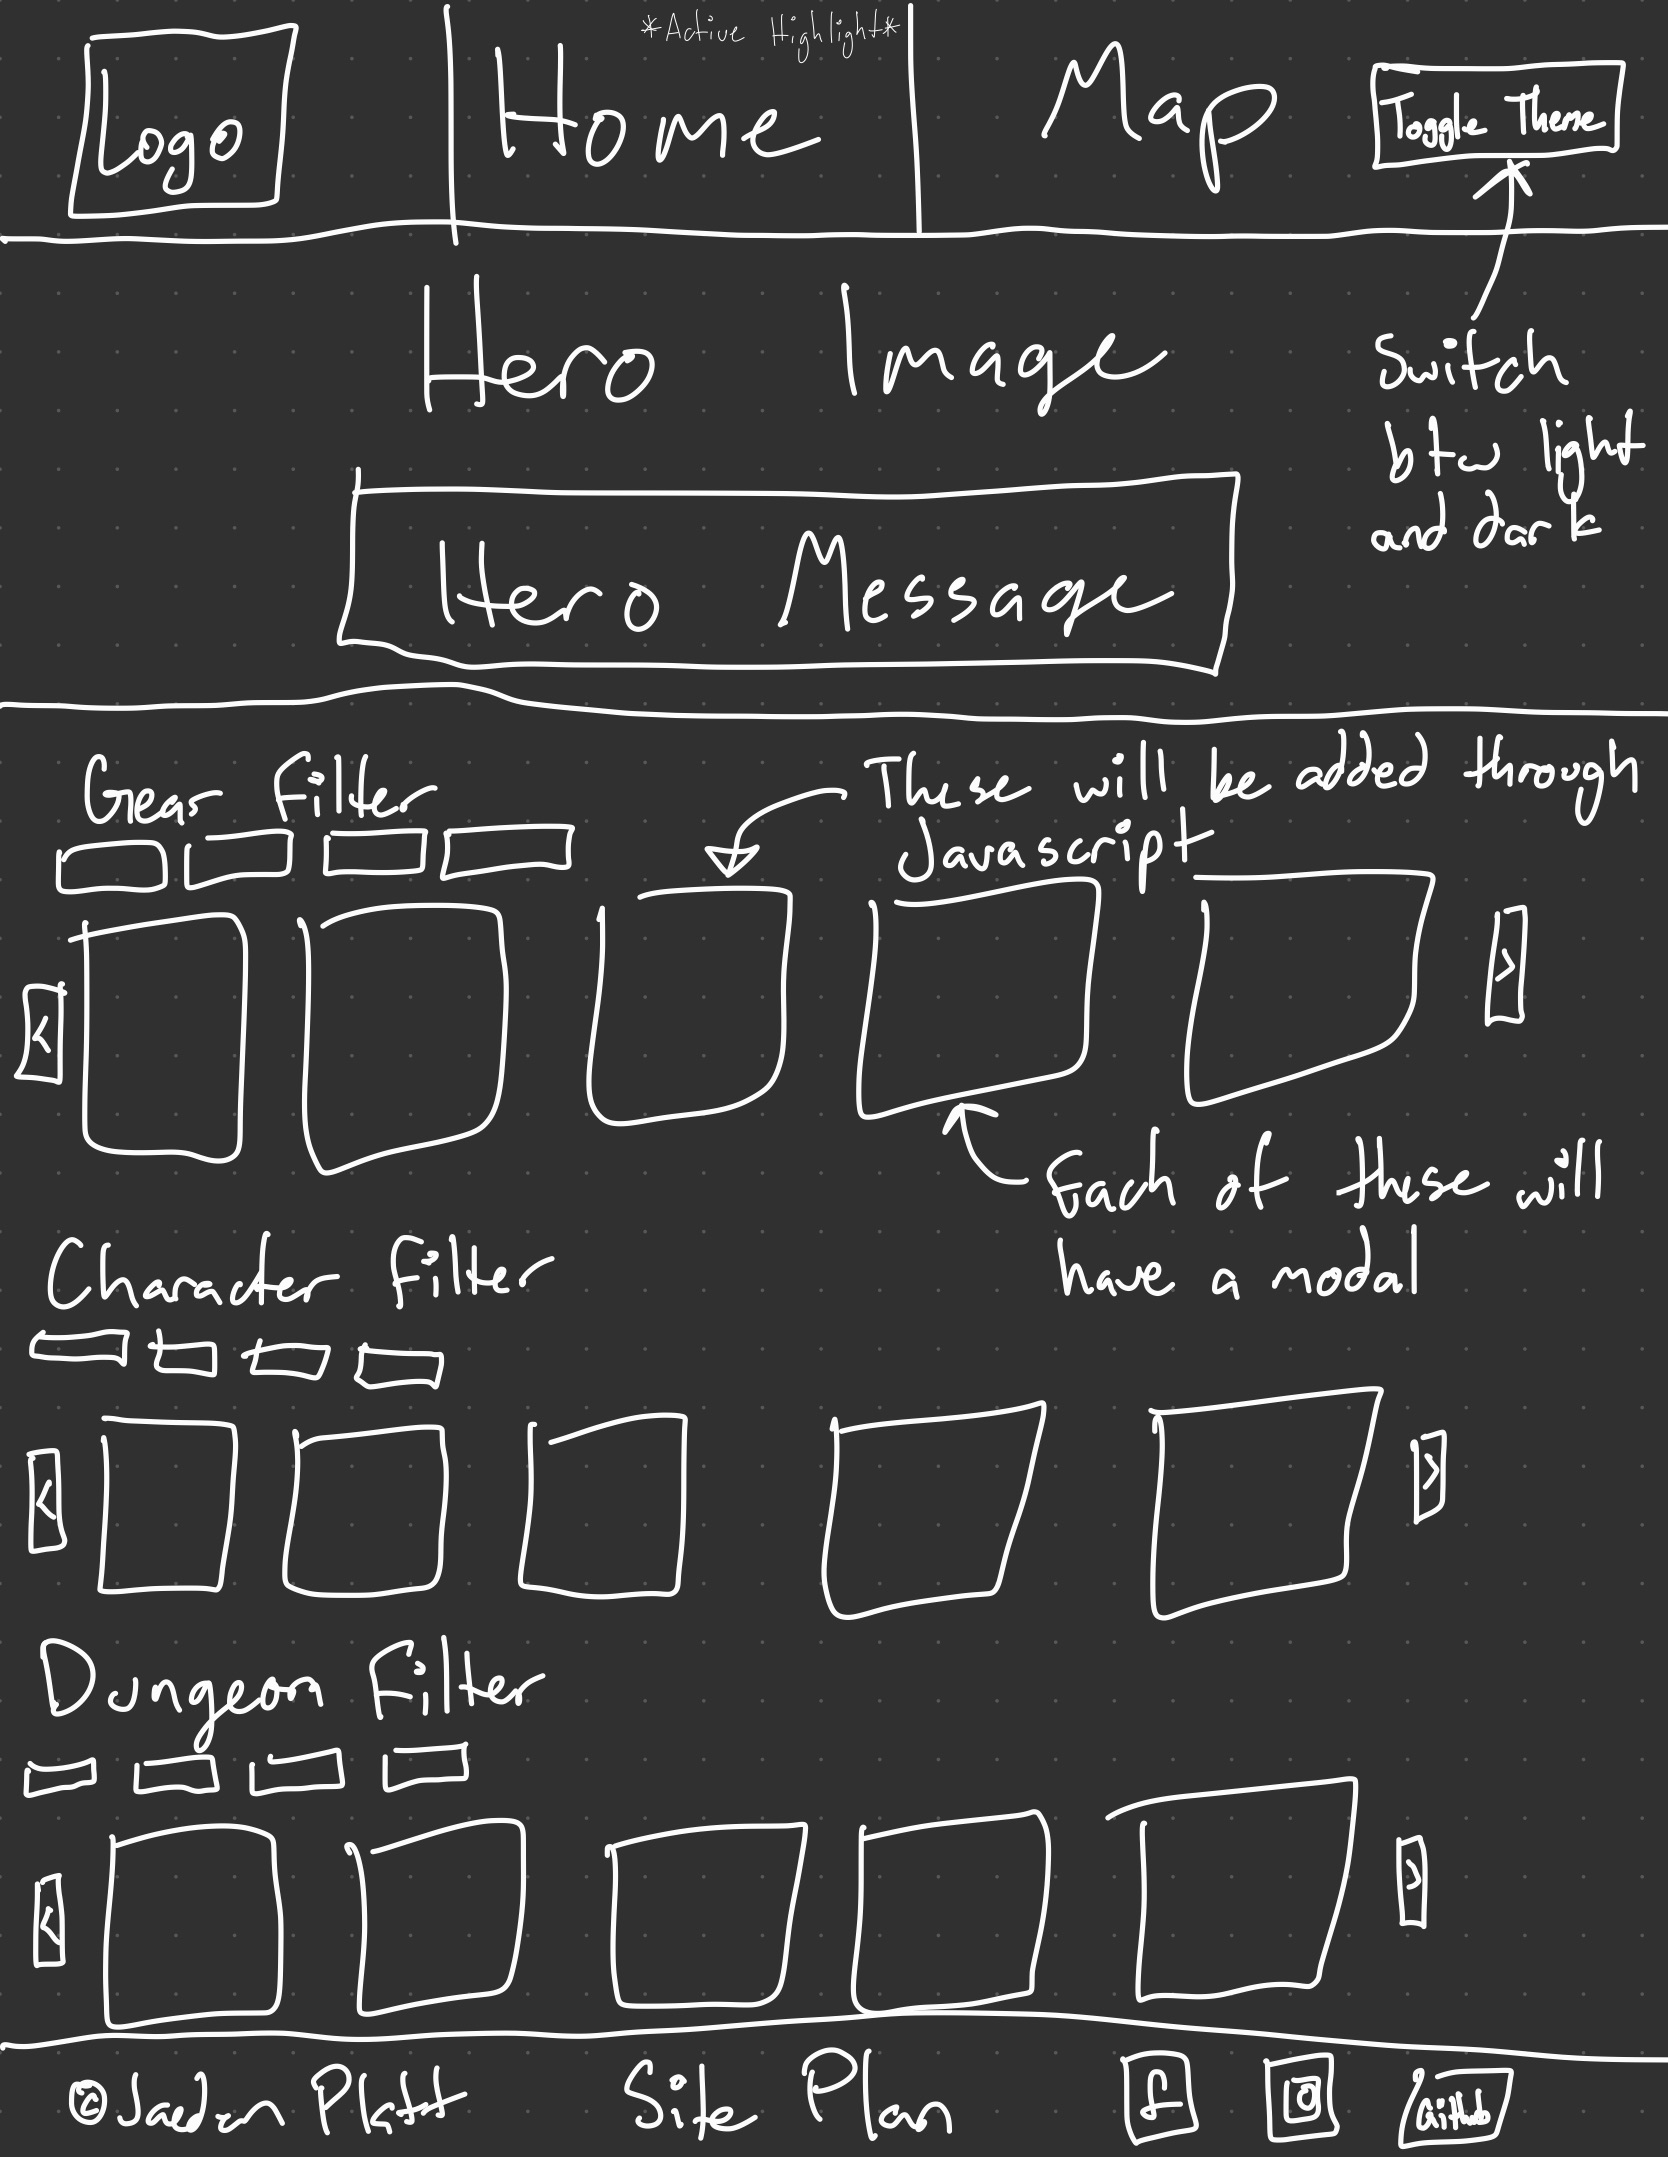 *Active Highlight*
Logo Home Map Toggle Theme
Hero Image
Switch
btw light
and dark
Hero Message
Gear Filter
These will be added through
Javascript
<
>
Each of these will
have a modal
Character Filter
<
>
Dungeon Filter
<
>
©Jaedan Platt Site Plan f GitHub